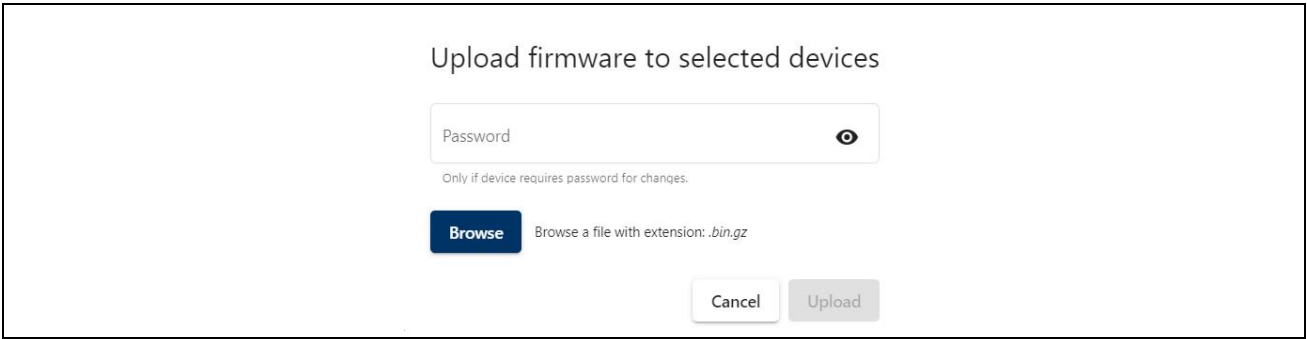 Upload firmware to selected devices
Password
Only if device requires password for changes.
Browse Browse a file with extension: .bin.gz
Cancel Upload